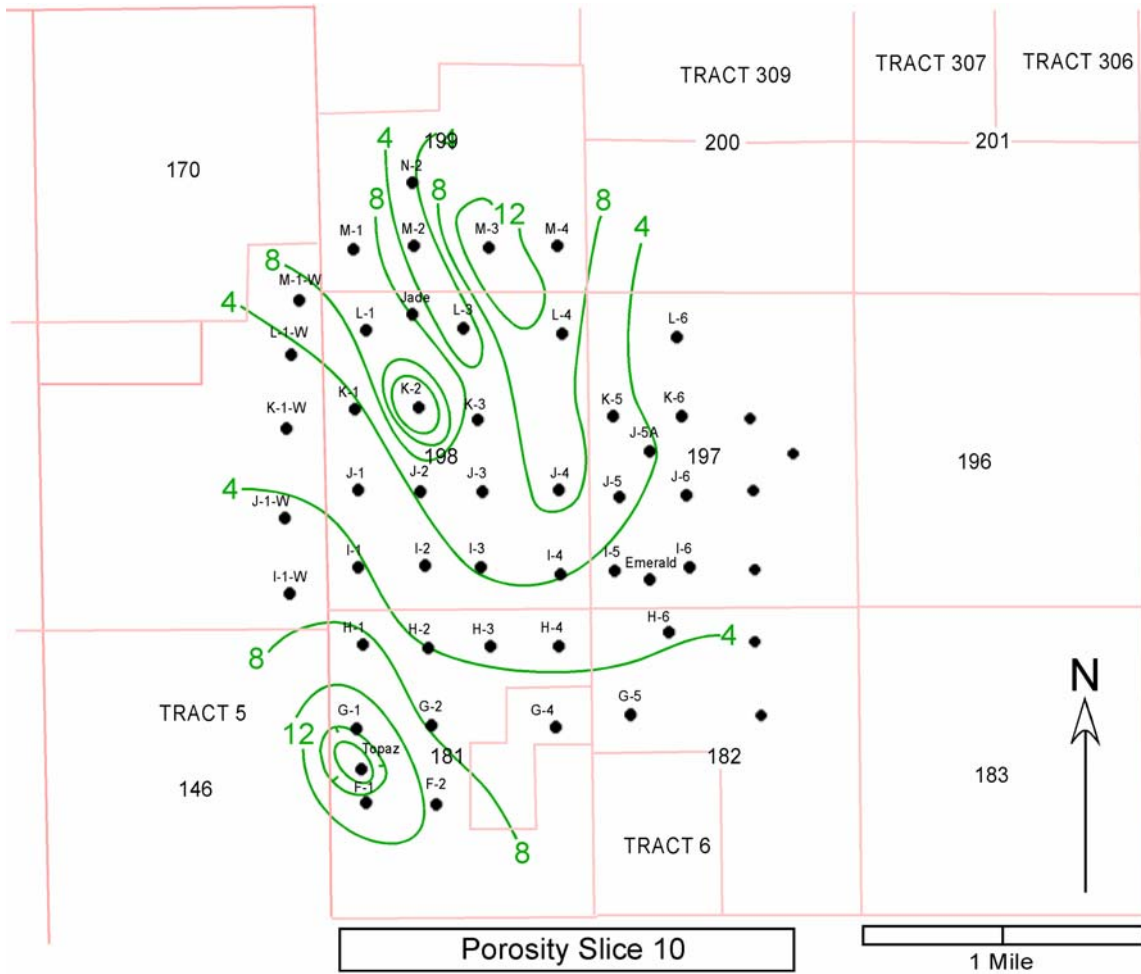 TRACT 309
TRACT 307
TRACT 306
4
199
4
200
201
170
N-2
8
8
12
8
4
M-1
M-2
M-3
M-4
8
M-1-W
4
Jade
L-1
L-3
L-4
L-6
L-1-W
K-1
K-2
K-3
K-5
K-6
K-1-W
J-5A
198
197
196
4
J-1
J-2
J-3
J-4
J-5
J-6
J-1-W
I-1
I-2
I-3
I-4
I-5
I-6
Emerald
I-1-W
H-1
H-2
H-3
H-4
H-6
4
8
N
TRACT 5
G-1
G-2
G-4
G-5
12
Topaz
181
182
183
146
F-1
F-2
8
TRACT 6
Porosity Slice 10
1 Mile